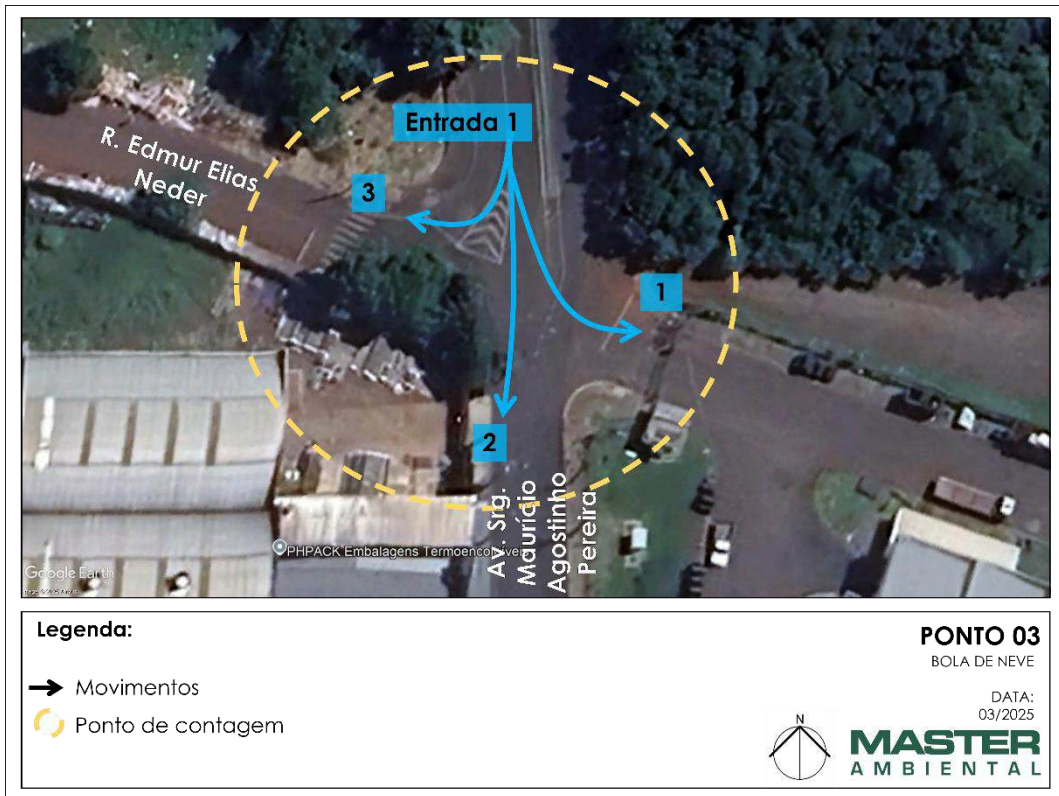 Entrada 1
R. Edmur Elias
Neder
3
1
2
Av. Srg.
Maurício
Agostinho
Pereira
PHPACK Embalagens Termoencolíveis
Google Earth
Legenda:
Movimentos
Ponto de contagem
PONTO 03
BOLA DE NEVE
DATA:
03/2025
N
MASTER
AMBIENTAL